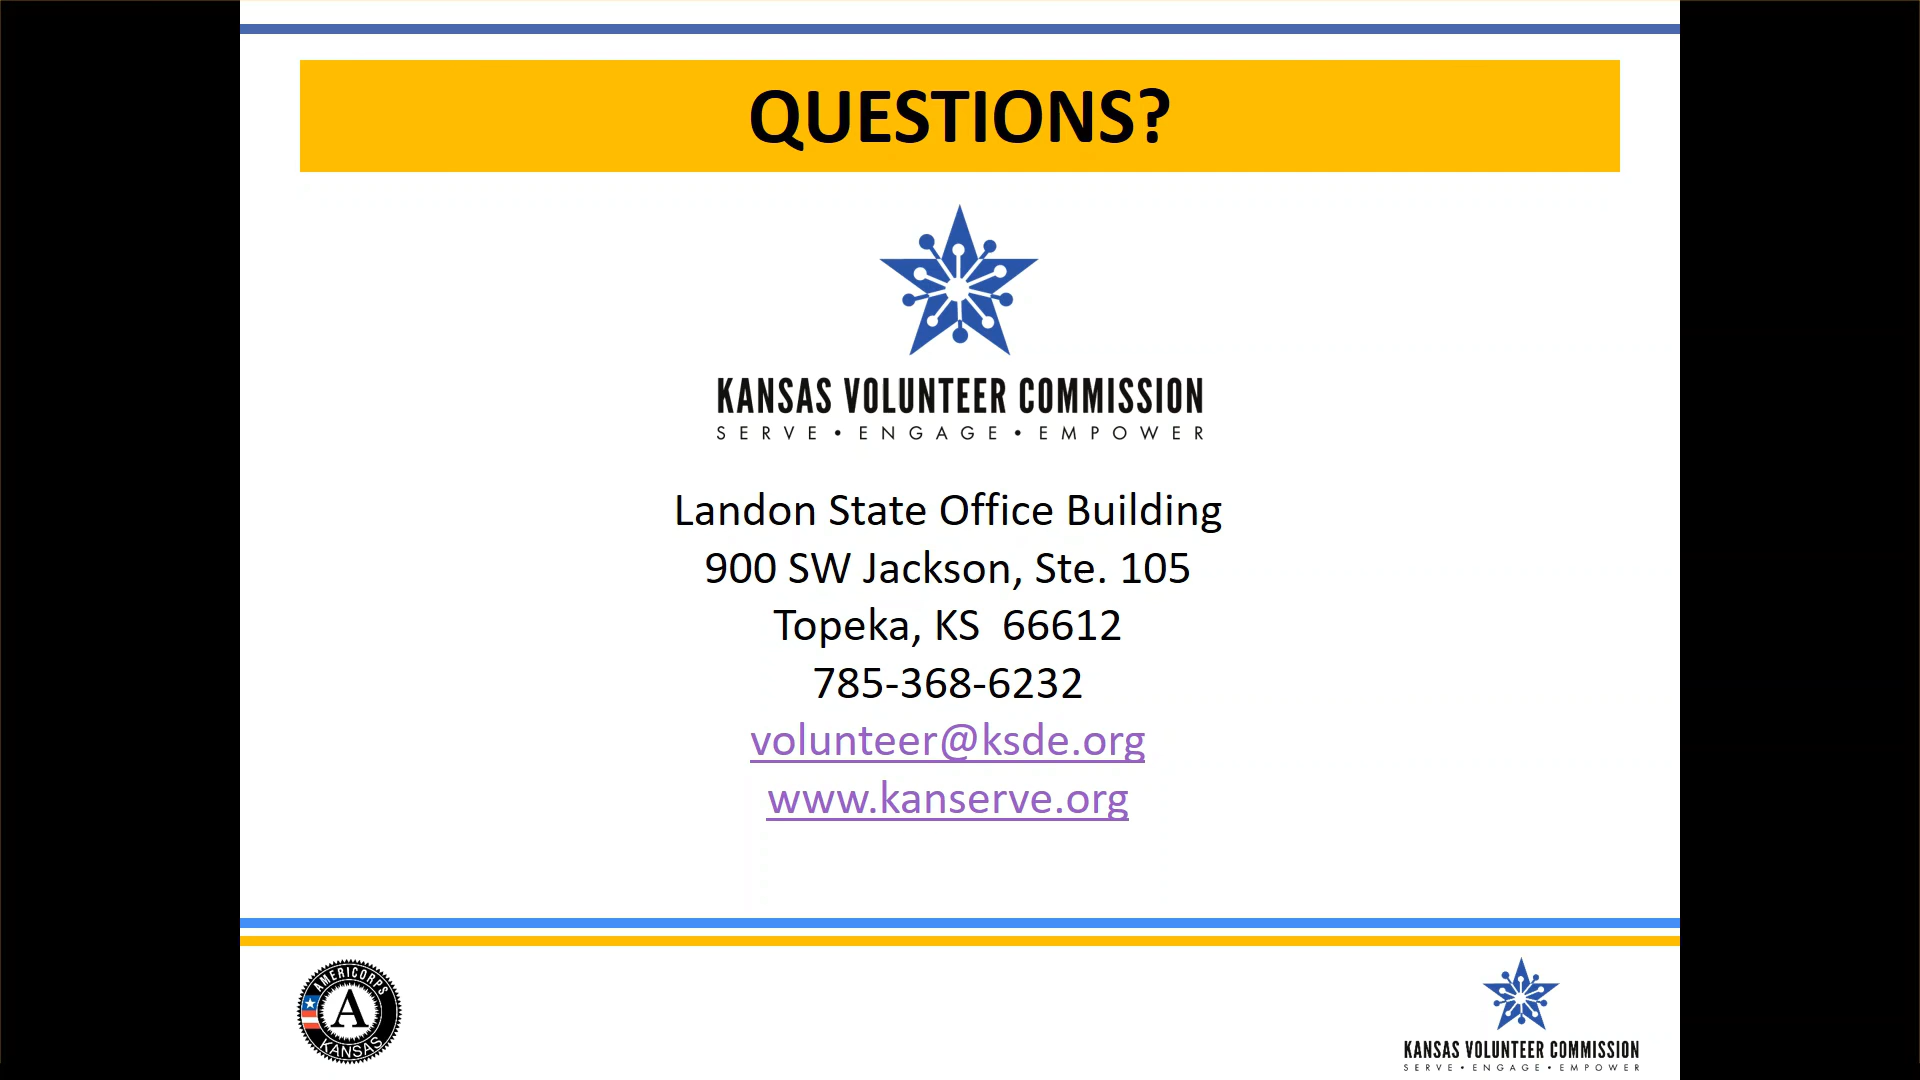 QUESTIONS?
KANSAS VOLUNTEER COMMISSION
SERVE • ENGAGE • EMPOWER
Landon State Office Building
900 SW Jackson, Ste. 105
Topeka, KS  66612
785-368-6232
volunteer@ksde.org
www.kanserve.org
AMERICORPS
A
KANSAS
KANSAS VOLUNTEER COMMISSION
SERVE • ENGAGE • EMPOWER